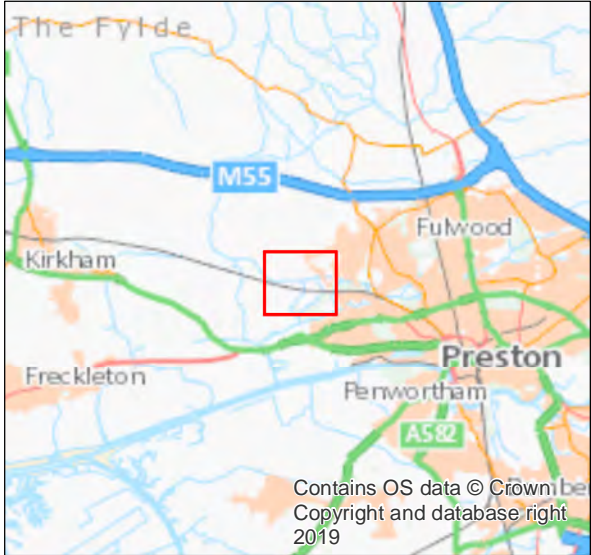 The Fylde
M55
Fulwood
Kirkham
Preston
Freckleton
Penwortham
A582
Contains OS data © Crown
Copyright and database right
2019